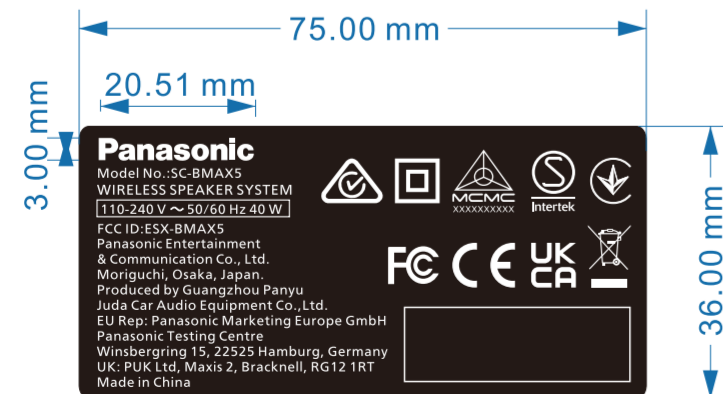 75.00 mm
20.51 mm
3.00 mm
36.00 mm
Panasonic
Model No.:SC-BMAX5
WIRELESS SPEAKER SYSTEM
110-240 V ～ 50/60 Hz 40 W
FCC ID:ESX-BMAX5
Panasonic Entertainment
& Communication Co., Ltd.
Moriguchi, Osaka, Japan.
Produced by Guangzhou Panyu
Juda Car Audio Equipment Co.,Ltd.
EU Rep: Panasonic Marketing Europe GmbH
Panasonic Testing Centre
Winsbergring 15, 22525 Hamburg, Germany
UK: PUK Ltd, Maxis 2, Bracknell, RG12 1RT
Made in China
MCMC
XXXXXXXXXX
S
Intertek
FC
CE
UK
CA